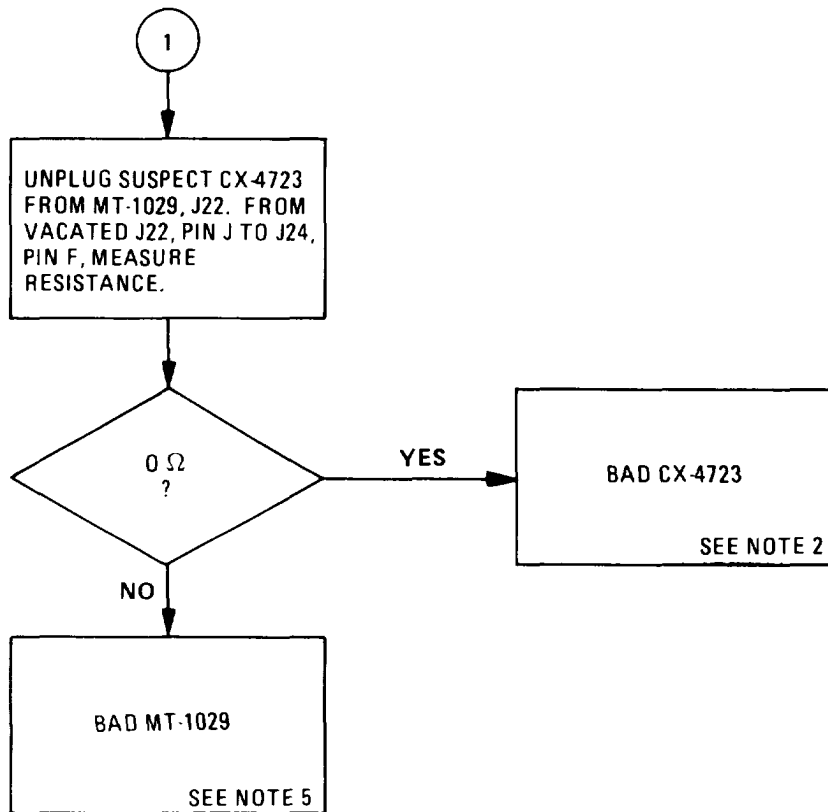 1
UNPLUG SUSPECT CX-4723
FROM MT-1029, J22. FROM
VACATED J22, PIN J TO J24,
PIN F, MEASURE
RESISTANCE.
0 Ω
?
YES
BAD CX-4723
SEE NOTE 2
NO
BAD MT-1029
SEE NOTE 5